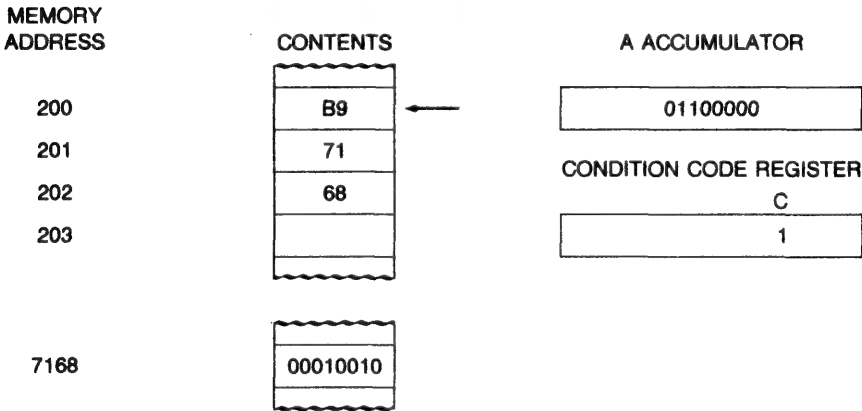 MEMORY
ADDRESS CONTENTS A ACCUMULATOR
200 B9 01100000
201 71
CONDITION CODE REGISTER
202 68
C
203 1
7168 00010010